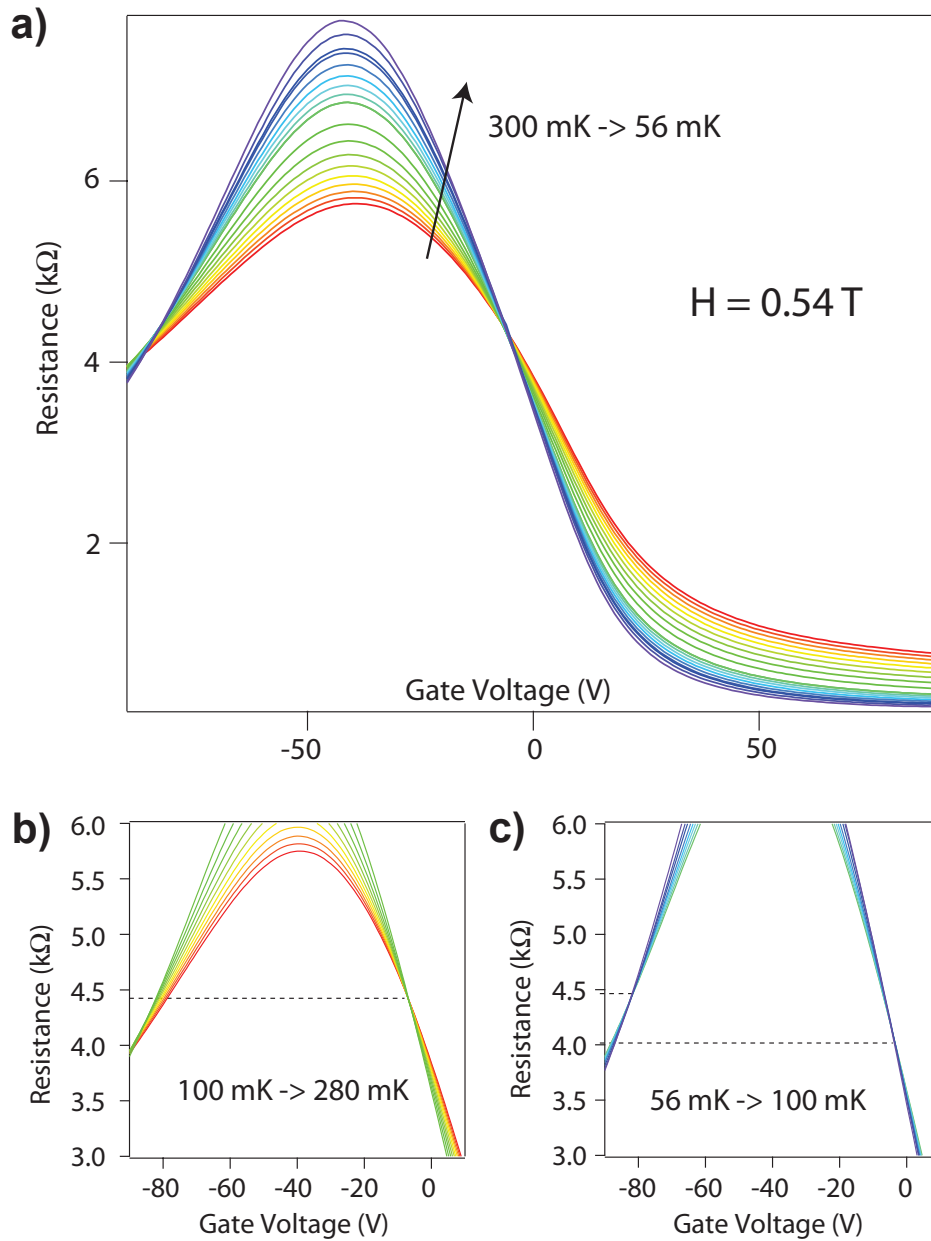 a)
300 mK -> 56 mK
H = 0.54 T
Resistance (kΩ)
6
4
2
Gate Voltage (V)
-50
0
50
b)
6.0
5.5
5.0
4.5
4.0
3.5
3.0
Resistance (kΩ)
100 mK -> 280 mK
-80
-60
-40
-20
0
Gate Voltage (V)
c)
6.0
5.5
5.0
4.5
4.0
3.5
3.0
Resistance (kΩ)
56 mK -> 100 mK
-80
-60
-40
-20
0
Gate Voltage (V)